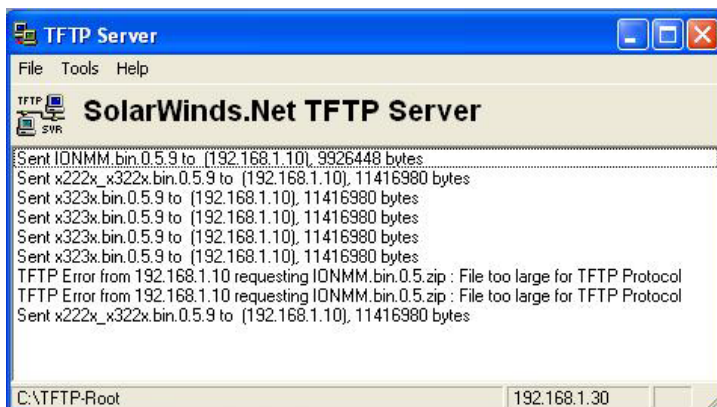 TFTP Server
File Tools Help
TFTP
SVR
SolarWinds.Net TFTP Server
Sent IONMM.bin.0.5.9 to (192.168.1.10), 9926448 bytes
Sent x222x_x322x.bin.0.5.9 to (192.168.1.10), 11416980 bytes
Sent x323x.bin.0.5.9 to (192.168.1.10), 11416980 bytes
Sent x323x.bin.0.5.9 to (192.168.1.10), 11416980 bytes
Sent x323x.bin.0.5.9 to (192.168.1.10), 11416980 bytes
Sent x323x.bin.0.5.9 to (192.168.1.10), 11416980 bytes
TFTP Error from 192.168.1.10 requesting IONMM.bin.0.5.zip : File too large for TFTP Protocol
TFTP Error from 192.168.1.10 requesting IONMM.bin.0.5.zip : File too large for TFTP Protocol
Sent x222x_x322x.bin.0.5.9 to (192.168.1.10), 11416980 bytes
C:\TFTP-Root 192.168.1.30